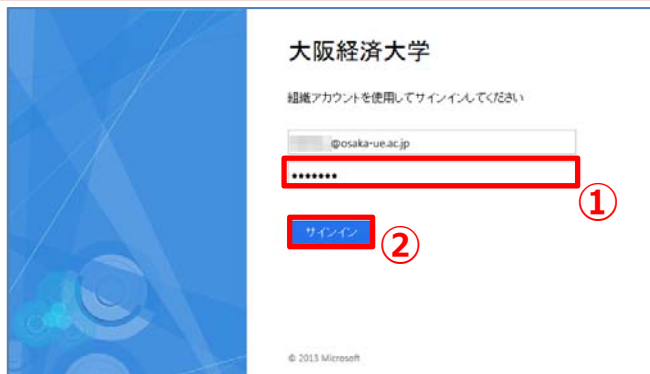 大阪経済大学
組織アカウントを使用してサインインしてください
@osaka-ue.ac.jp
•••••••
①
サインイン
②
© 2013 Microsoft